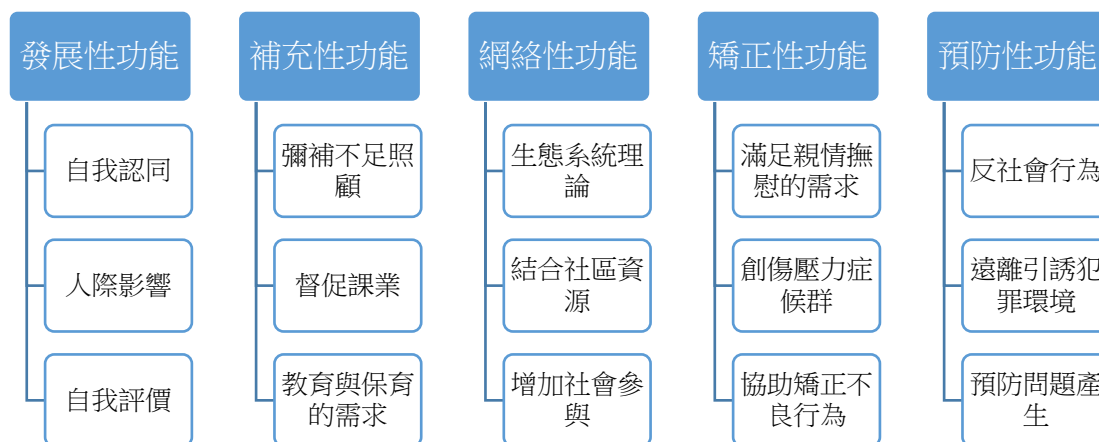 發展性功能
自我認同
人際影響
自我評價
補充性功能
彌補不足照
顧
督促課業
教育與保育
的需求
網絡性功能
生態系統理
論
結合社區資
源
增加社會參
與
矯正性功能
滿足親情撫
慰的需求
創傷壓力症
候群
協助矯正不
良行為
預防性功能
反社會行為
遠離引誘犯
罪環境
預防問題產
生